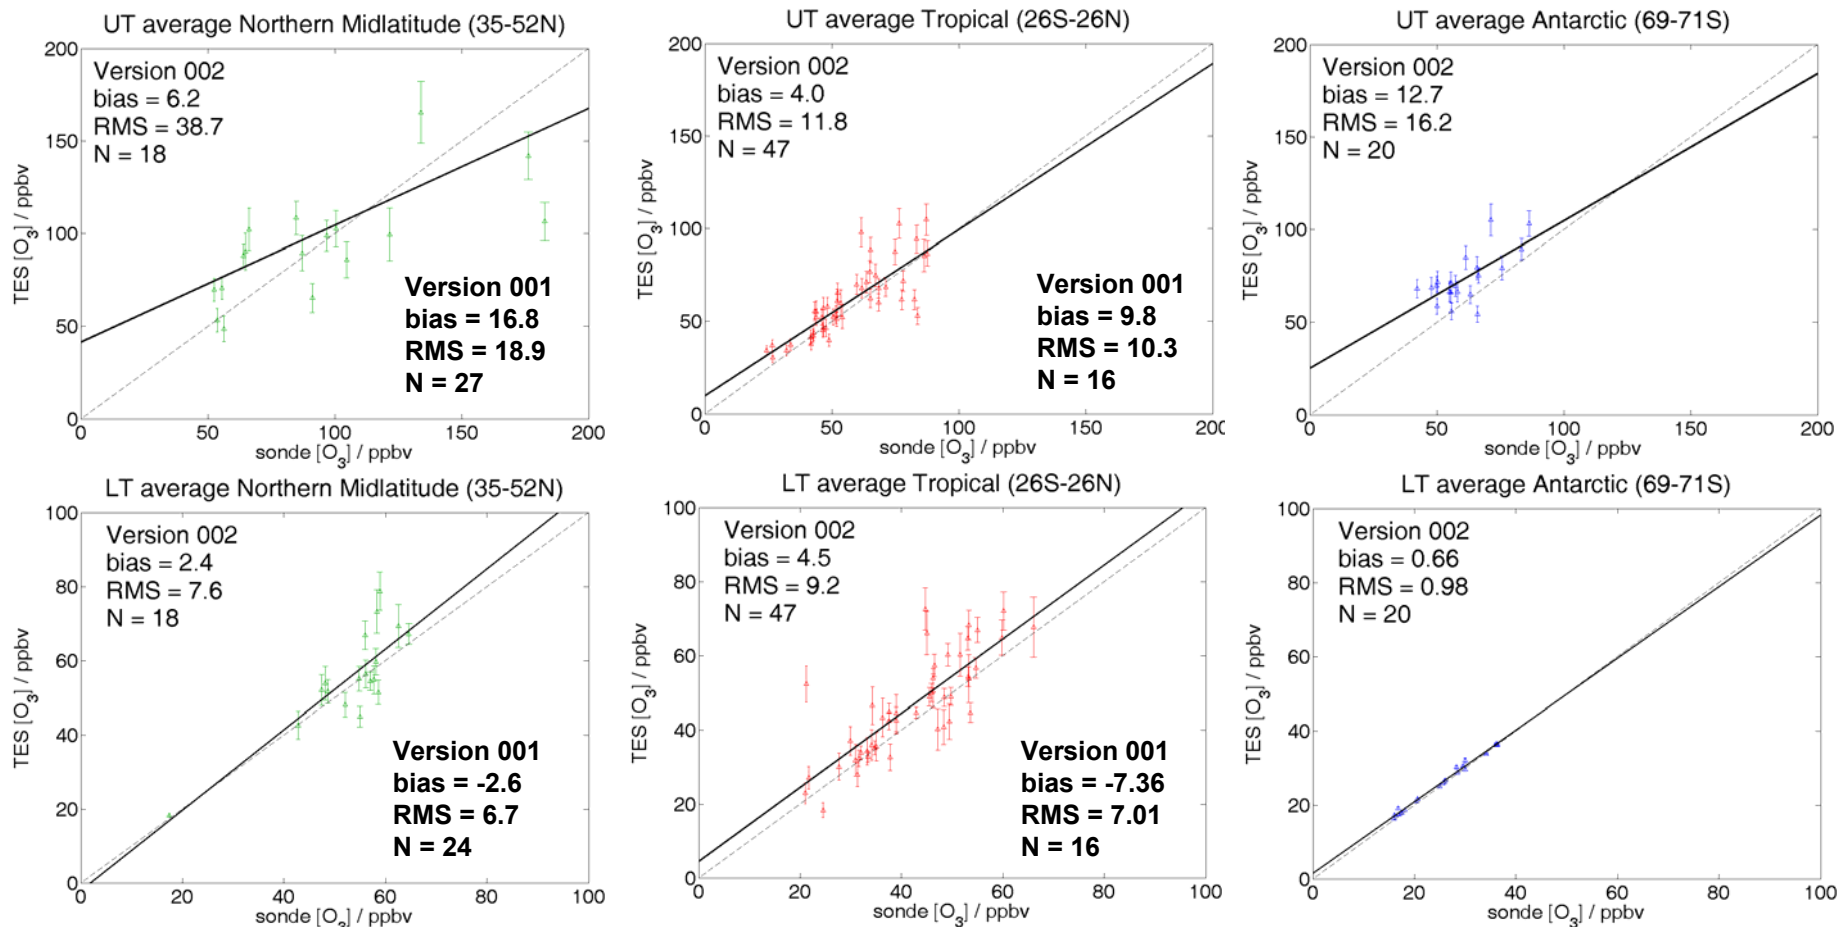 UT average Northern Midlatitude (35-52N)
Version 002
bias = 6.2
RMS = 38.7
N = 18
Version 001
bias = 16.8
RMS = 18.9
N = 27
200
150
100
50
0
0
50
100
150
200
TES [O3] / ppbv
sonde [O3] / ppbv
UT average Tropical (26S-26N)
Version 002
bias = 4.0
RMS = 11.8
N = 47
Version 001
bias = 9.8
RMS = 10.3
N = 16
200
150
100
50
0
0
50
100
150
200
TES [O3] / ppbv
sonde [O3] / ppbv
UT average Antarctic (69-71S)
Version 002
bias = 12.7
RMS = 16.2
N = 20
200
150
100
50
0
0
50
100
150
200
TES [O3] / ppbv
sonde [O3] / ppbv
LT average Northern Midlatitude (35-52N)
Version 002
bias = 2.4
RMS = 7.6
N = 18
Version 001
bias = -2.6
RMS = 6.7
N = 24
100
80
60
40
20
0
0
20
40
60
80
100
TES [O3] / ppbv
sonde [O3] / ppbv
LT average Tropical (26S-26N)
Version 002
bias = 4.5
RMS = 9.2
N = 47
Version 001
bias = -7.36
RMS = 7.01
N = 16
100
80
60
40
20
0
0
20
40
60
80
100
TES [O3] / ppbv
sonde [O3] / ppbv
LT average Antarctic (69-71S)
Version 002
bias = 0.66
RMS = 0.98
N = 20
100
80
60
40
20
0
0
20
40
60
80
100
TES [O3] / ppbv
sonde [O3] / ppbv